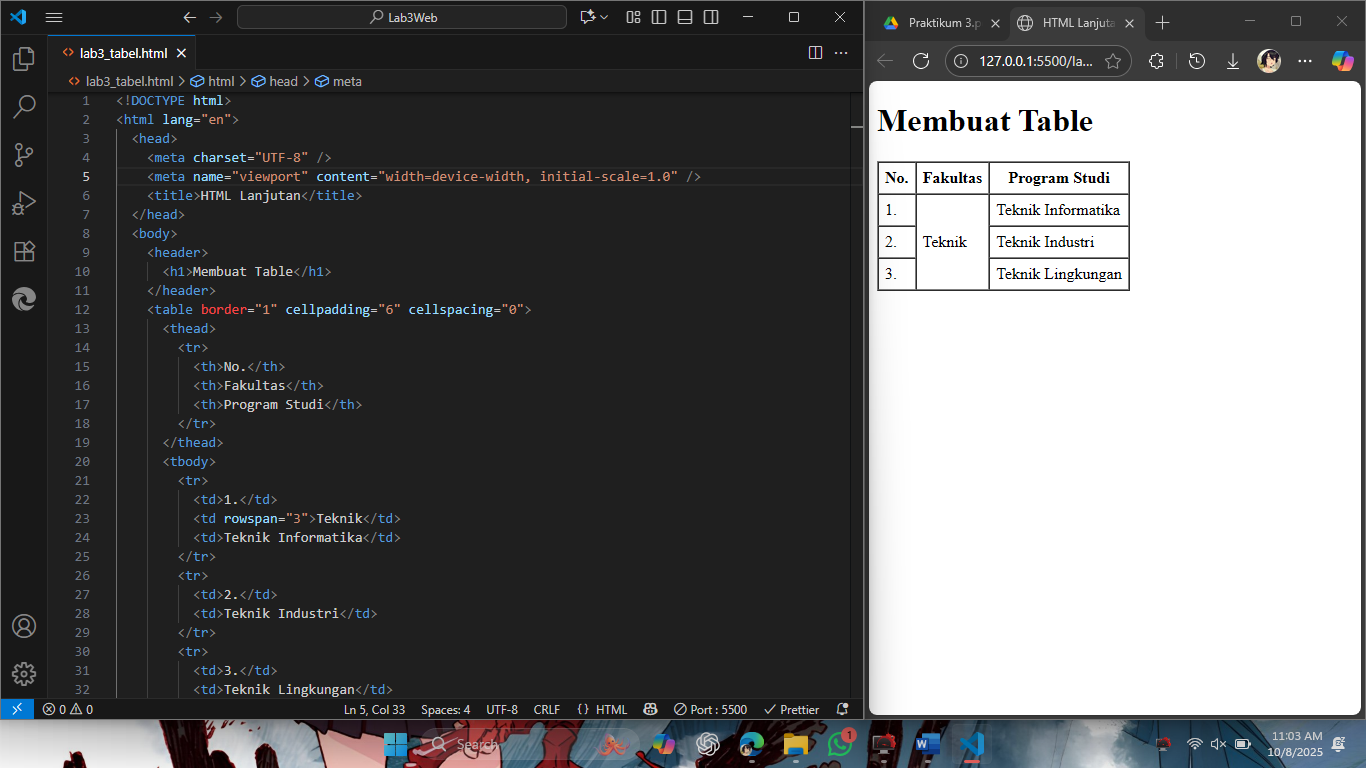 Lab3Web
lab3_tabel.html
lab3_tabel.html > html > head > meta
1 <!DOCTYPE html>
2 <html lang="en">
3 <head>
4 <meta charset="UTF-8" />
5 <meta name="viewport" content="width=device-width, initial-scale=1.0" />
6 <title>HTML Lanjutan</title>
7 </head>
8 <body>
9 <header>
10 <h1>Membuat Table</h1>
11 </header>
12 <table border="1" cellpadding="6" cellspacing="0">
13 <thead>
14 <tr>
15 <th>No.</th>
16 <th>Fakultas</th>
17 <th>Program Studi</th>
18 </tr>
19 </thead>
20 <tbody>
21 <tr>
22 <td>1.</td>
23 <td rowspan="3">Teknik</td>
24 <td>Teknik Informatika</td>
25 </tr>
26 <tr>
27 <td>2.</td>
28 <td>Teknik Industri</td>
29 </tr>
30 <tr>
31 <td>3.</td>
32 <td>Teknik Lingkungan</td>
0 0 Ln 5, Col 33 Spaces: 4 UTF-8 CRLF {} HTML Port : 5500 Prettier
Praktikum 3.p HTML Lanjuta
127.0.0.1:5500/la...
Membuat Table
No. Fakultas Program Studi
1. Teknik Teknik Informatika
2. Teknik Industri
3. Teknik Lingkungan
Search
1
11:03 AM
10/8/2025